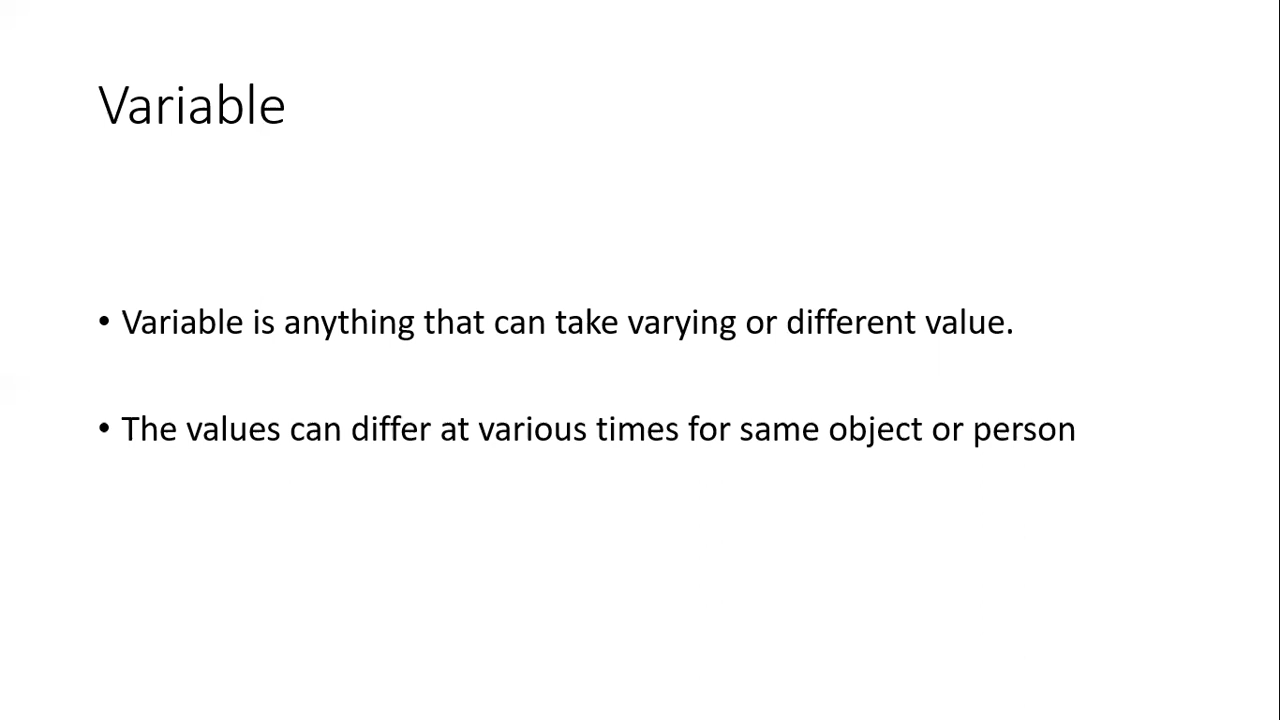 Variable
• Variable is anything that can take varying or different value.
• The values can differ at various times for same object or person